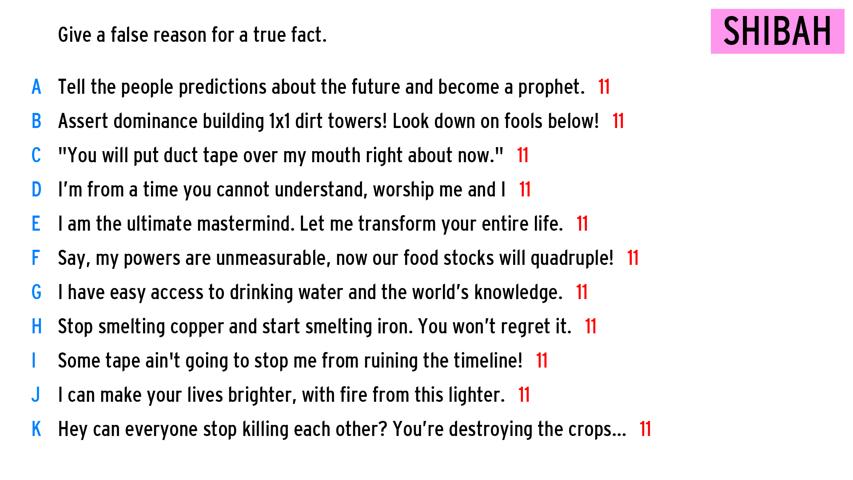 Give a false reason for a true fact.
SHIBAH
A Tell the people predictions about the future and become a prophet. 11
B Assert dominance building 1x1 dirt towers! Look down on fools below! 11
C "You will put duct tape over my mouth right about now." 11
D I'm from a time you cannot understand, worship me and I 11
E I am the ultimate mastermind. Let me transform your entire life. 11
F Say, my powers are unmeasurable, now our food stocks will quadruple! 11
G I have easy access to drinking water and the world's knowledge. 11
H Stop smelting copper and start smelting iron. You won't regret it. 11
I Some tape ain't going to stop me from ruining the timeline! 11
J I can make your lives brighter, with fire from this lighter. 11
K Hey can everyone stop killing each other? You're destroying the crops... 11